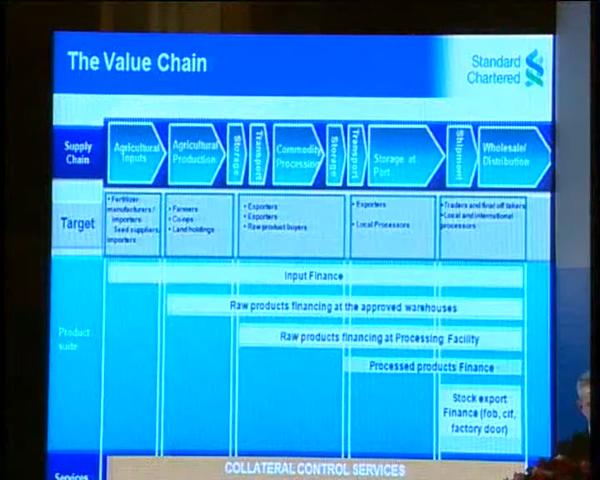 The Value Chain
Standard
Chartered
Supply
Chain
Agricultural
Inputs
Agricultural
Production
Storage
Transport
Commodity
Processing
Storage
Transport
Storage at
Port
Shipment
Wholesale/
Distribution
Target
• Fertilizer
manufacturers /
importers
Seed suppliers,
importers
• Farmers
• Co-ops
• Land holdings
• Exporters
• Exporters
• Raw product buyers
• Exporters
• Local Processors
• Traders and final off takers
• Local and international
processors
Product
suite
Input Finance
Raw products financing at the approved warehouses
Raw products financing at Processing Facility
Processed products Finance
Stock export
Finance (fob, cif,
factory door)
Services
COLLATERAL CONTROL SERVICES